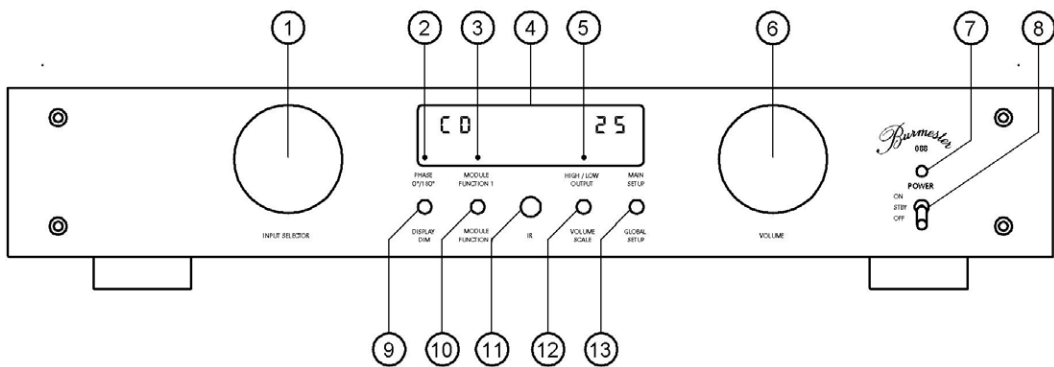 1 2 3 4 5 6 7 8
CD 25
Burmester
088
PHASE
0°/180°
MODULE
FUNCTION 1
HIGH / LOW
OUTPUT
MAIN
SETUP
POWER
ON
STBY
OFF
INPUT SELECTOR
DISPLAY
DIM
MODULE
FUNCTION
IR
VOLUME
SCALE
GLOBAL
SETUP
VOLUME
9 10 11 12 13